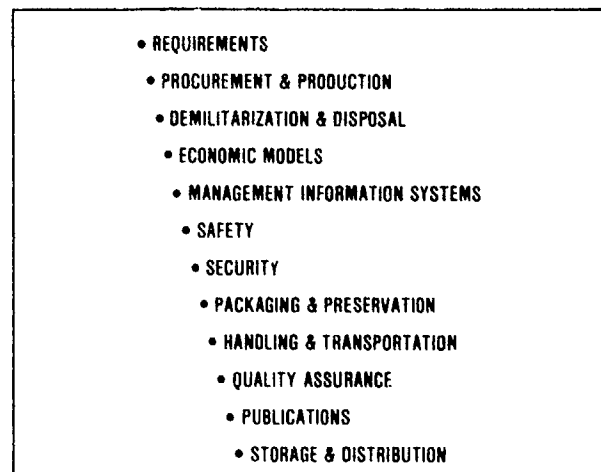 • REQUIREMENTS
• PROCUREMENT & PRODUCTION
• DEMILITARIZATION & DISPOSAL
• ECONOMIC MODELS
• MANAGEMENT INFORMATION SYSTEMS
• SAFETY
• SECURITY
• PACKAGING & PRESERVATION
• HANDLING & TRANSPORTATION
• QUALITY ASSURANCE
• PUBLICATIONS
• STORAGE & DISTRIBUTION